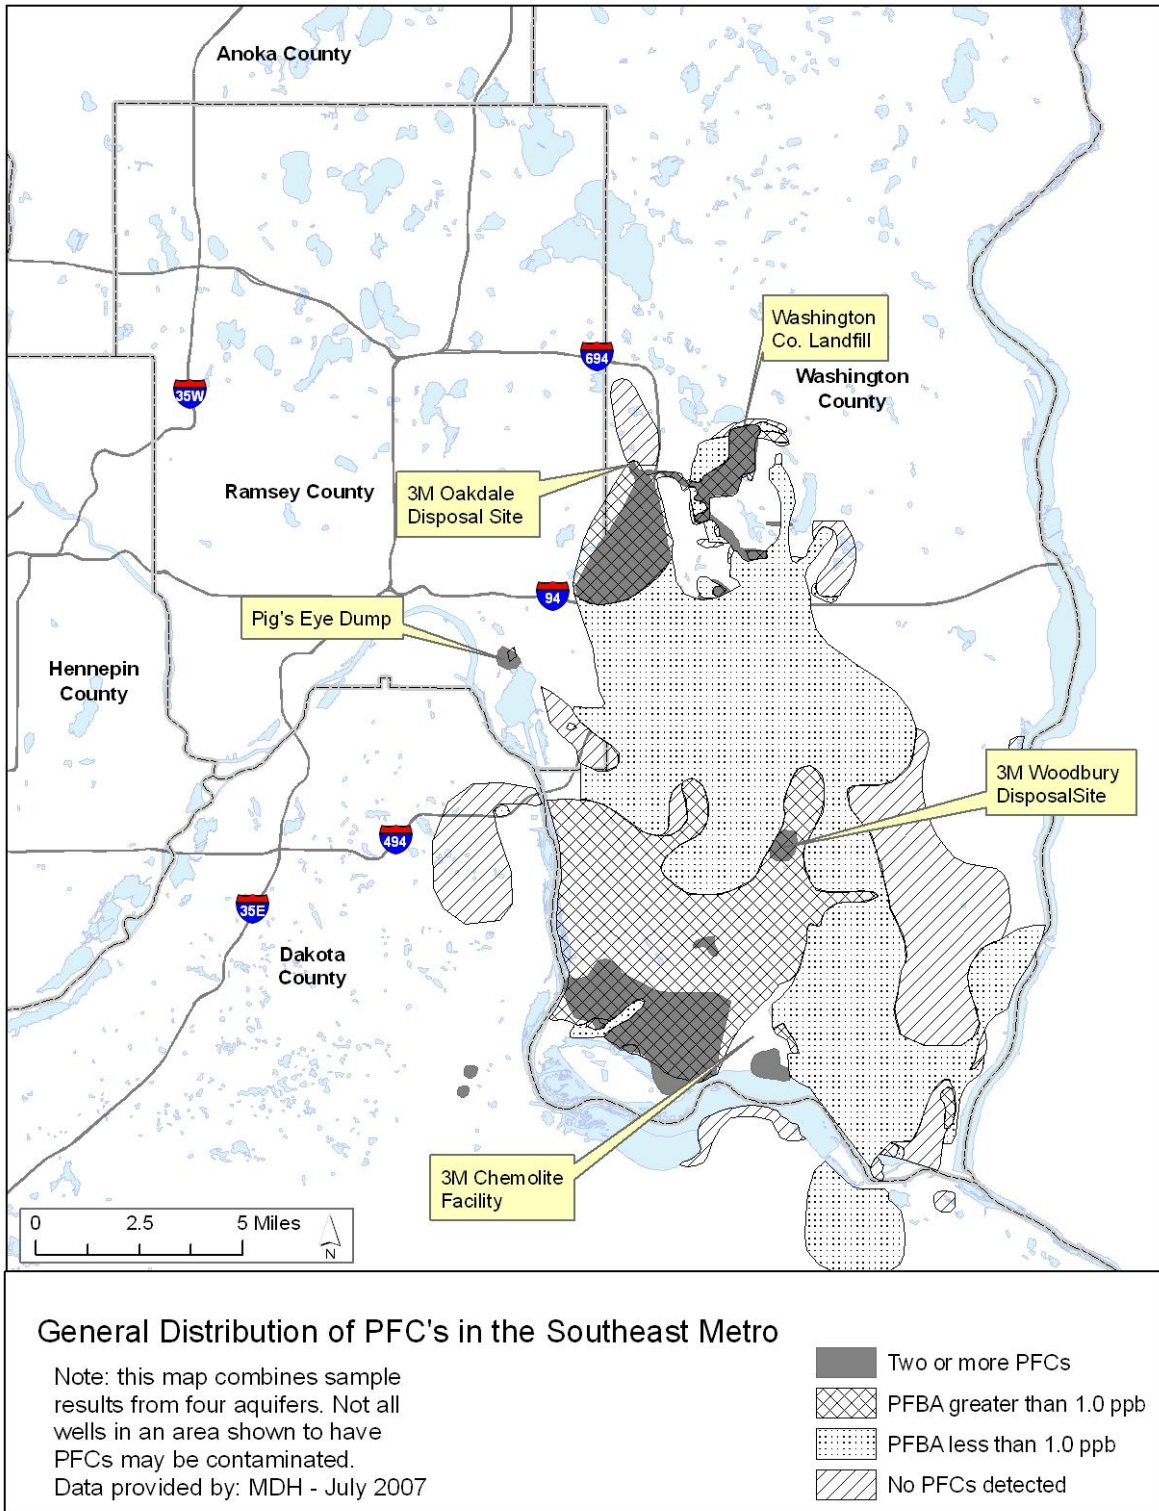 Anoka County
Washington
Co. Landfill
694
Washington
County
35W
3M Oakdale
Disposal Site
Ramsey County
94
Pig's Eye Dump
Hennepin
County
3M Woodbury
DisposalSite
494
35E
Dakota
County
3M Chemolite
Facility
0 2.5 5 Miles
N
General Distribution of PFC's in the Southeast Metro
Note: this map combines sample
results from four aquifers. Not all
wells in an area shown to have
PFCs may be contaminated.
Data provided by: MDH - July 2007
Two or more PFCs
PFBA greater than 1.0 ppb
PFBA less than 1.0 ppb
No PFCs detected